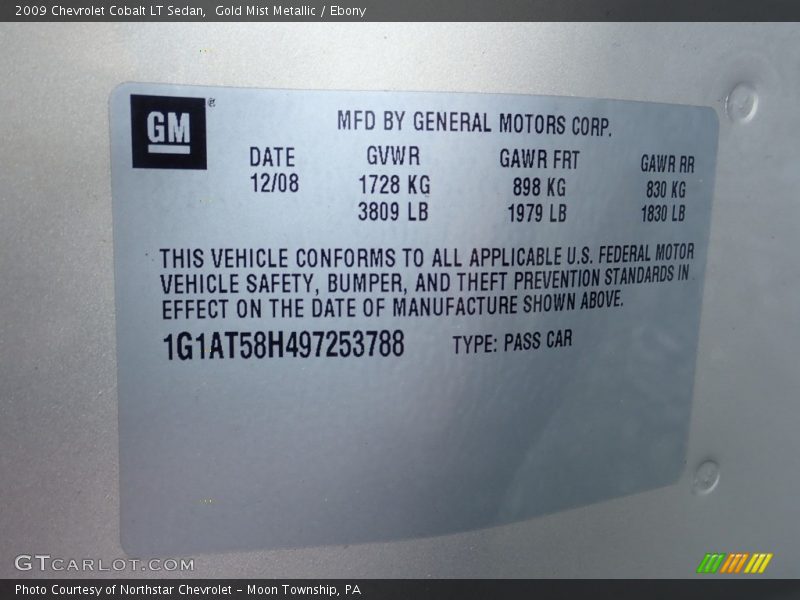 2009 Chevrolet Cobalt LT Sedan,  Gold Mist Metallic / Ebony
GM ®
MFD BY GENERAL MOTORS CORP.
DATE GVWR GAWR FRT GAWR RR
12/08 1728 KG 898 KG 830 KG
3809 LB 1979 LB 1830 LB
THIS VEHICLE CONFORMS TO ALL APPLICABLE U.S. FEDERAL MOTOR
VEHICLE SAFETY, BUMPER, AND THEFT PREVENTION STANDARDS IN
EFFECT ON THE DATE OF MANUFACTURE SHOWN ABOVE.
1G1AT58H497253788 TYPE: PASS CAR
GTCARLOT.COM
Photo Courtesy of Northstar Chevrolet - Moon Township, PA